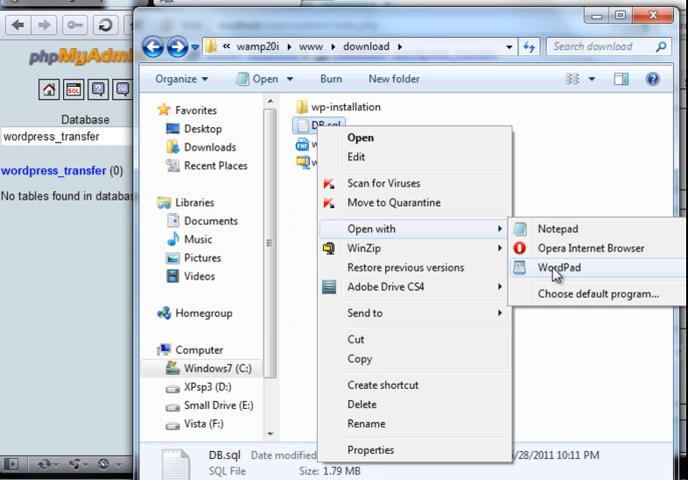 phpMyAdmin
Database
wordpress_transfer
wordpress_transfer (0)
No tables found in databas
« wamp20i
www
download
Search download
Organize
Open
Burn
New folder
Favorites
Desktop
Downloads
Recent Places
Libraries
Documents
Music
Pictures
Videos
Homegroup
Computer
Windows7 (C:)
XPsp3 (D:)
Small Drive (E:)
Vista (F:)
wp-installation
DB.sql
Open
Edit
Scan for Viruses
Move to Quarantine
Open with
WinZip
Restore previous versions
Adobe Drive CS4
Send to
Cut
Copy
Create shortcut
Delete
Rename
Properties
Notepad
Opera Internet Browser
WordPad
Choose default program...
DB.sql
Date modified
/28/2011 10:11 PM
SQL File
Size: 1.79 MB